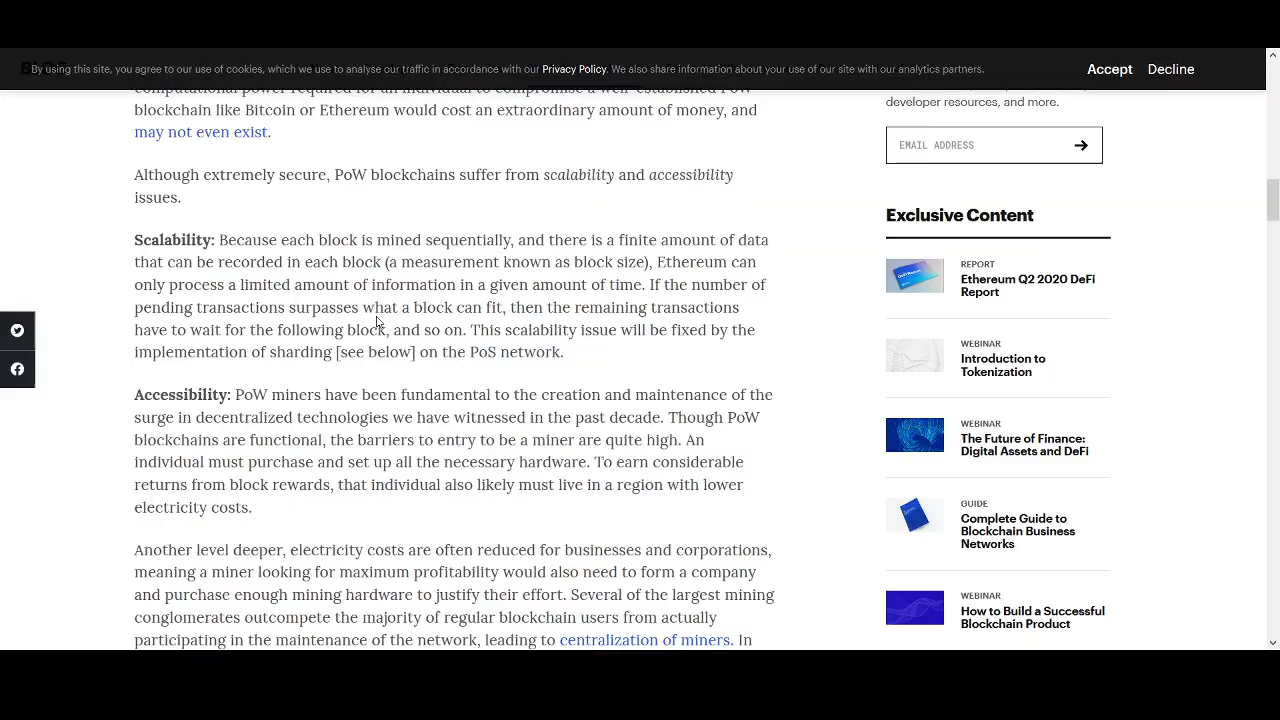 By using this site, you agree to our use of cookies, which we use to analyse our traffic in accordance with our Privacy Policy. We also share information about your use of our site with our analytics partners.
Accept
Decline
computational power required for an individual to compromise a well-established PoW
blockchain like Bitcoin or Ethereum would cost an extraordinary amount of money, and
may not even exist.
Although extremely secure, PoW blockchains suffer from scalability and accessibility
issues.
Scalability: Because each block is mined sequentially, and there is a finite amount of data
that can be recorded in each block (a measurement known as block size), Ethereum can
only process a limited amount of information in a given amount of time. If the number of
pending transactions surpasses what a block can fit, then the remaining transactions
have to wait for the following block, and so on. This scalability issue will be fixed by the
implementation of sharding [see below] on the PoS network.
Accessibility: PoW miners have been fundamental to the creation and maintenance of the
surge in decentralized technologies we have witnessed in the past decade. Though PoW
blockchains are functional, the barriers to entry to be a miner are quite high. An
individual must purchase and set up all the necessary hardware. To earn considerable
returns from block rewards, that individual also likely must live in a region with lower
electricity costs.
Another level deeper, electricity costs are often reduced for businesses and corporations,
meaning a miner looking for maximum profitability would also need to form a company
and purchase enough mining hardware to justify their effort. Several of the largest mining
conglomerates outcompete the majority of regular blockchain users from actually
participating in the maintenance of the network, leading to centralization of miners. In
developer resources, and more.
EMAIL ADDRESS
Exclusive Content
REPORT
Ethereum Q2 2020 DeFi
Report
WEBINAR
Introduction to
Tokenization
WEBINAR
The Future of Finance:
Digital Assets and DeFi
GUIDE
Complete Guide to
Blockchain Business
Networks
WEBINAR
How to Build a Successful
Blockchain Product